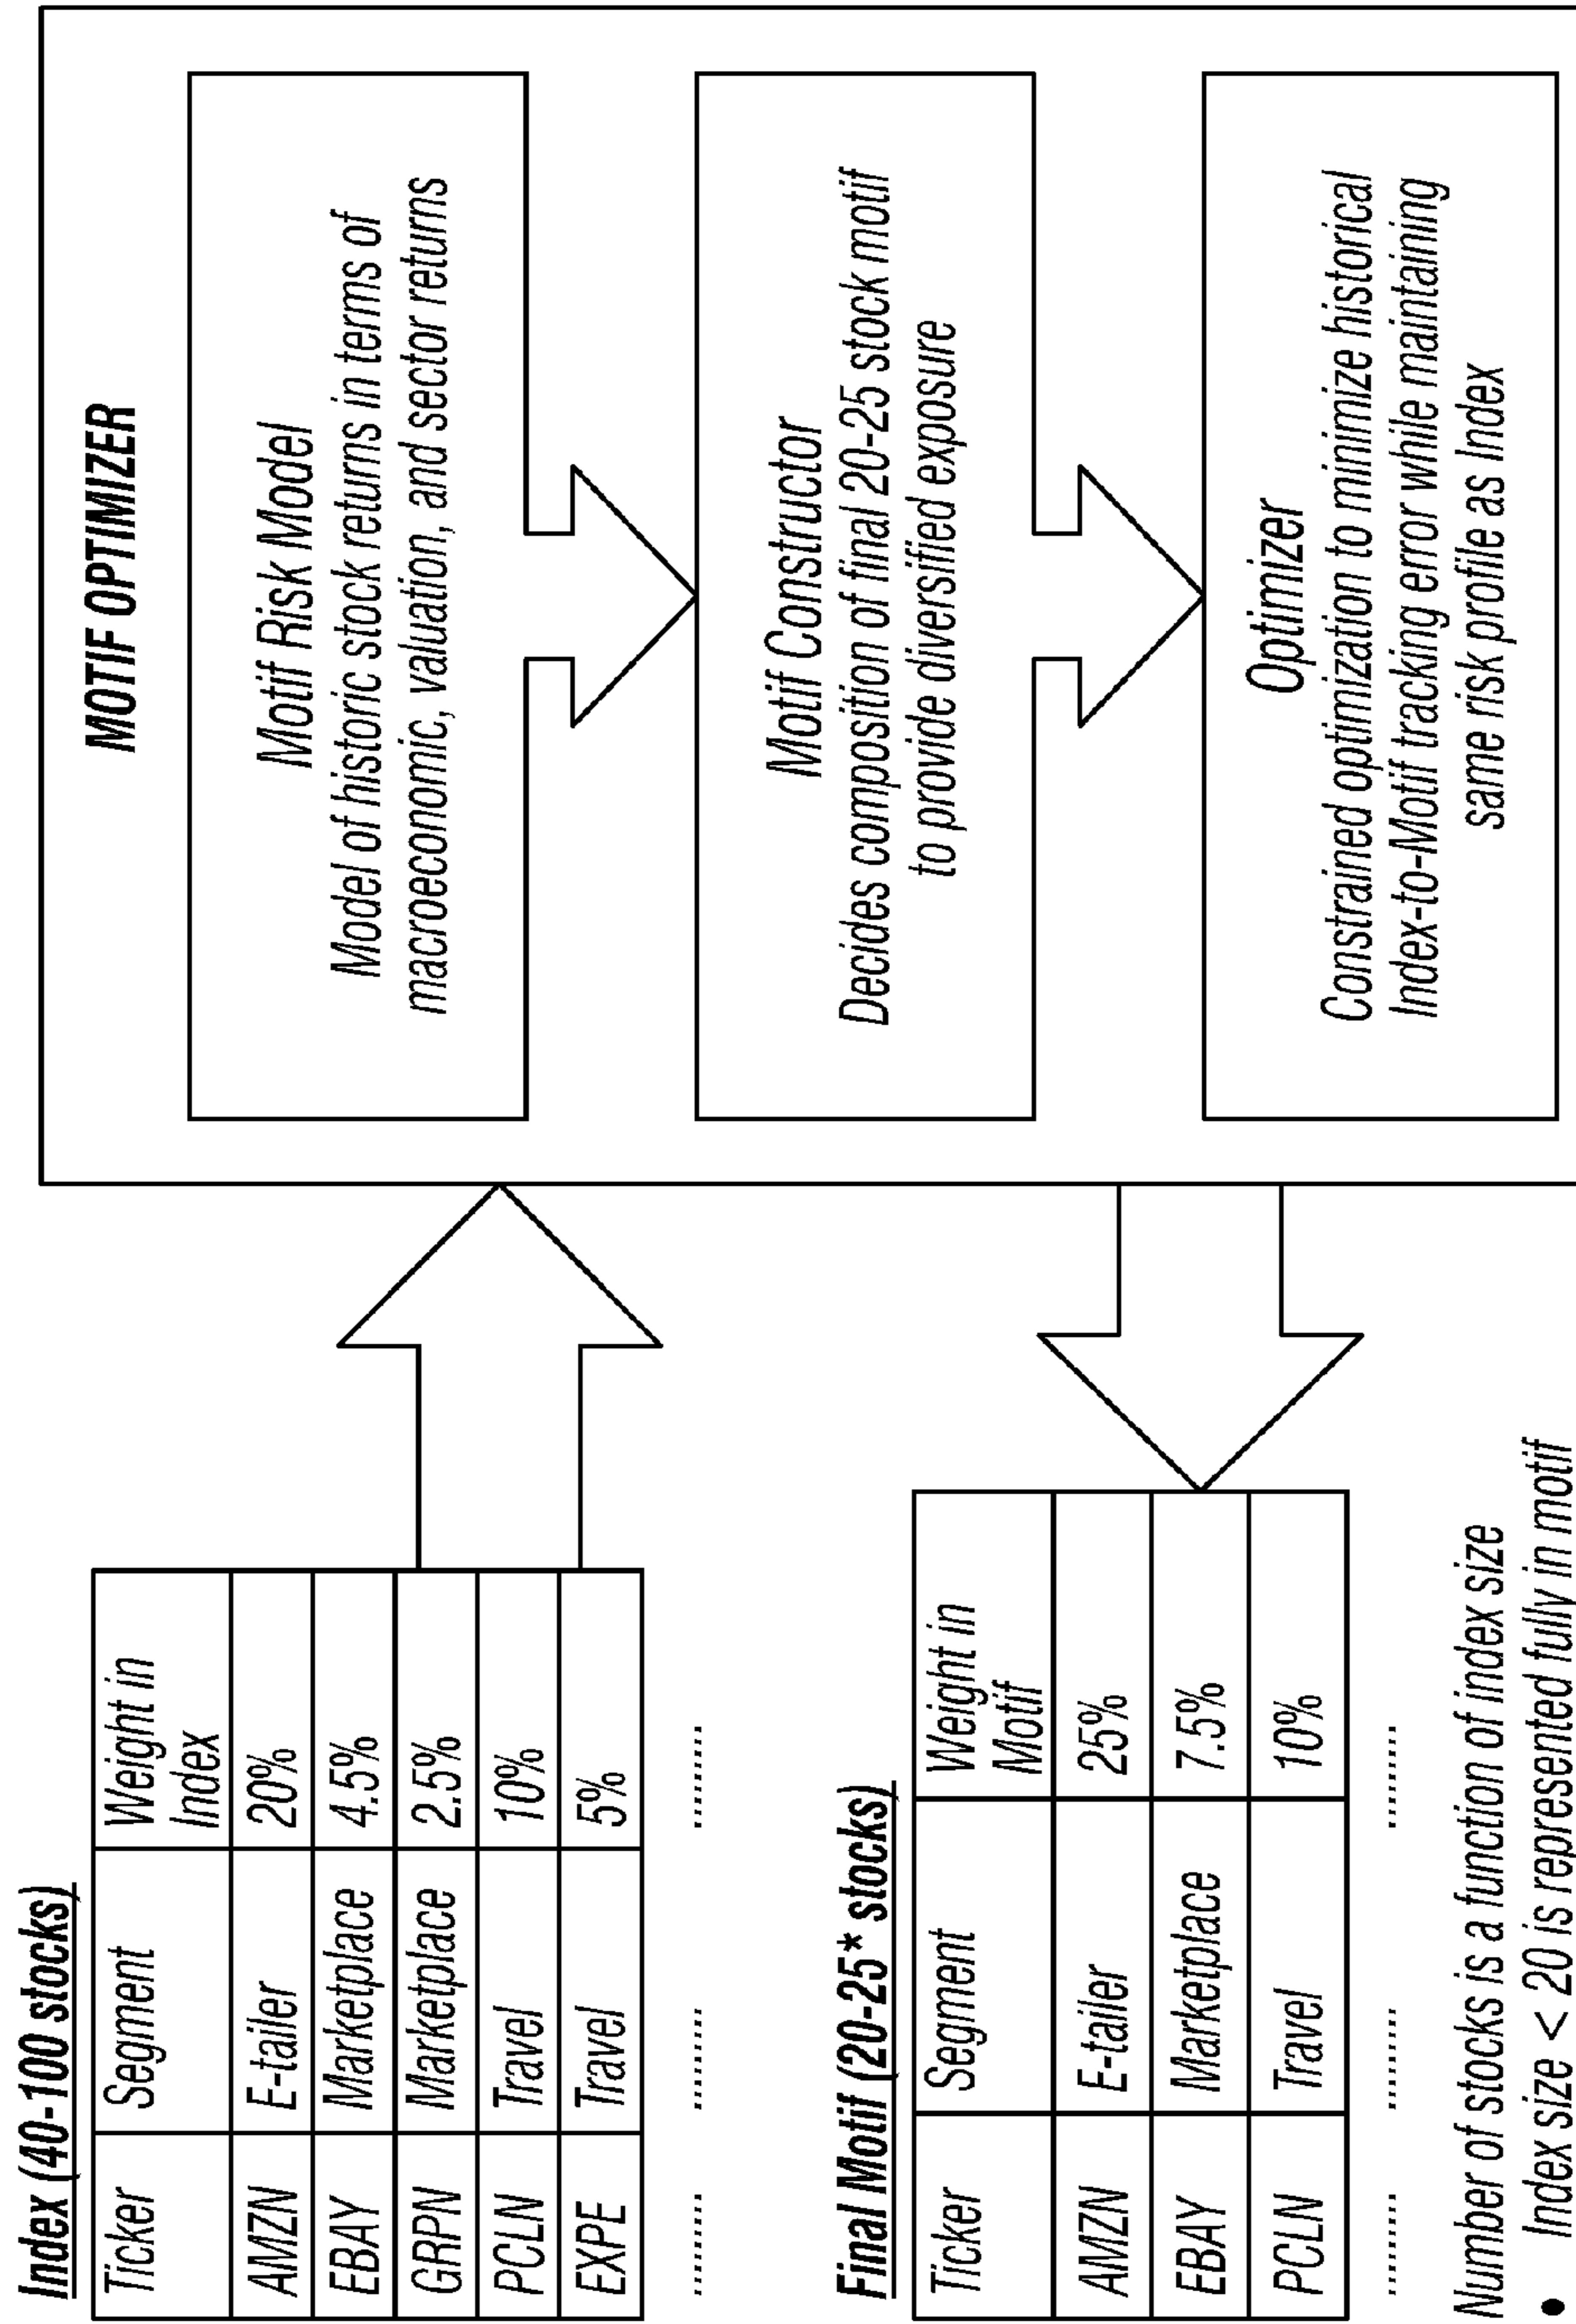 Index (40-100 stocks)
Ticker Segment Weight in Index
AMZN E-tailer 20%
EBAY Marketplace 4.5%
GRPN Marketplace 2.5%
PCLN Travel 10%
EXPE Travel 5%
........ ........ ........
Final Motif (20-25* stocks)
Ticker Segment Weight in Motif
AMZN E-tailer 25%
EBAY Marketplace 7.5%
PCLN Travel 10%
........ ........ ........
Number of stocks is a function of index size
• Index size < 20 is represented fully in motif
MOTIF OPTIMIZER
Motif Risk Model
Model of historic stock returns in terms of
macroeconomic, valuation, and sector returns
Motif Constructor
Decides composition of final 20-25 stock motif
to provide diversified exposure
Optimizer
Constrained optimization to minimize historical
Index-to-Motif tracking error while maintaining
same risk profile as Index